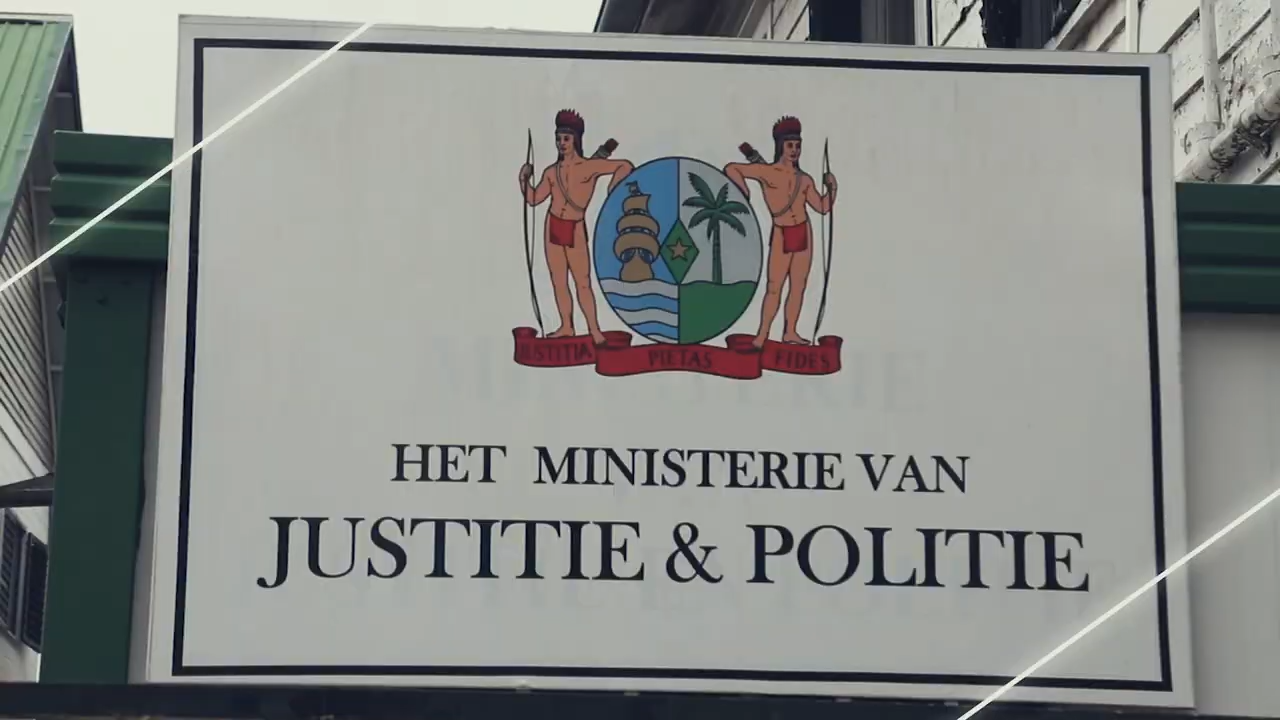 JUSTITIA PIETAS FIDES
HET MINISTERIE VAN
JUSTITIE & POLITIE